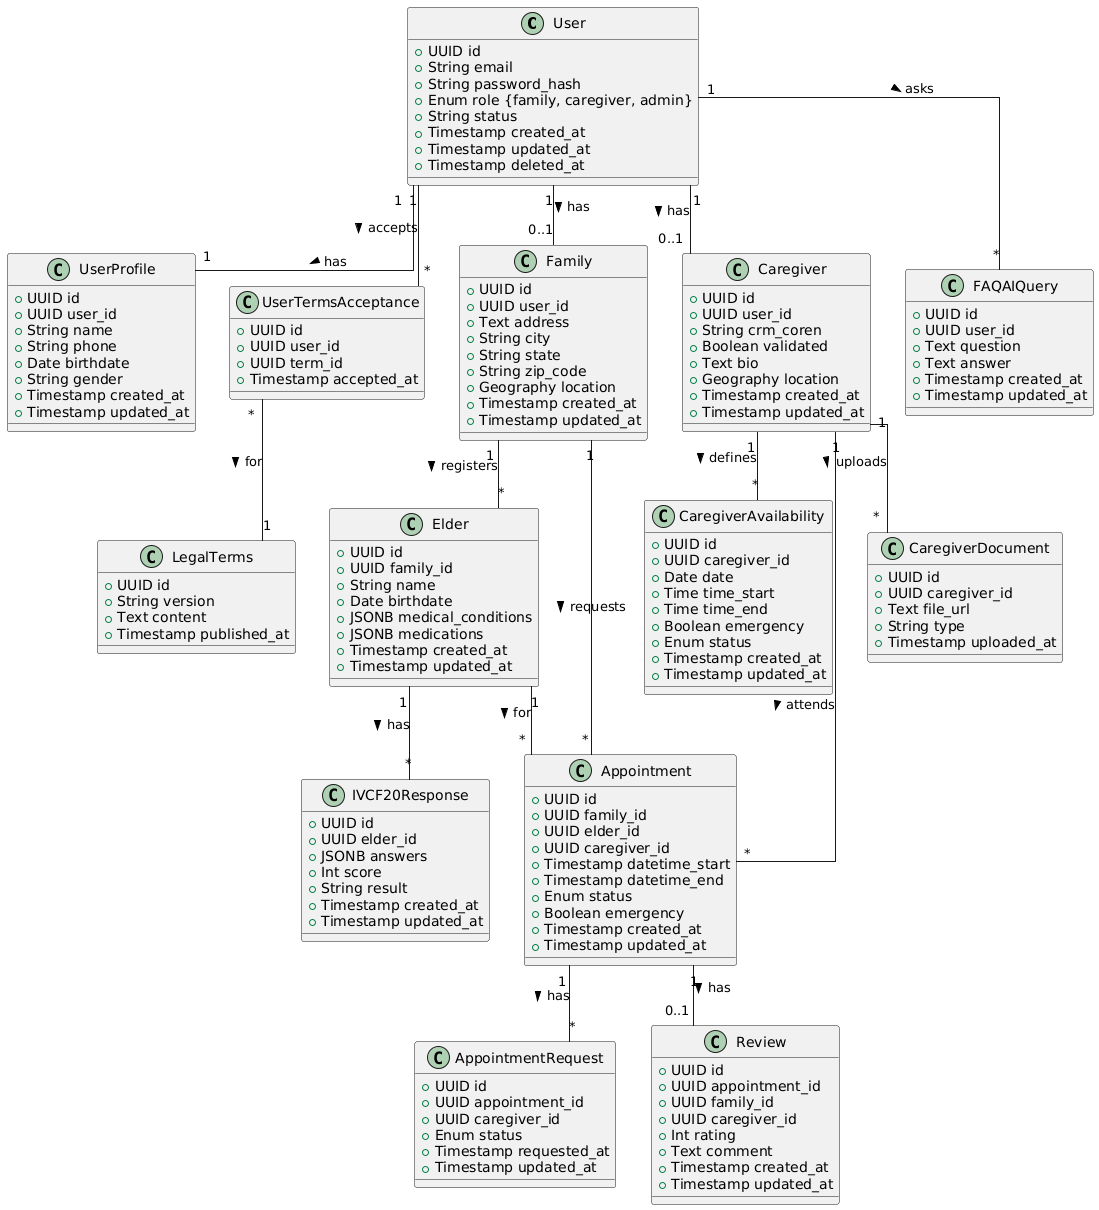 User
UUID id
String email
String password_hash
Enum role {family, caregiver, admin}
String status
Timestamp created_at
Timestamp updated_at
Timestamp deleted_at
1
asks
*
1
accepts
*
1
has
1
1
has
0..1
1
has
0..1
UserProfile
UUID id
UUID user_id
String name
String phone
Date birthdate
String gender
Timestamp created_at
Timestamp updated_at
UserTermsAcceptance
UUID id
UUID user_id
UUID term_id
Timestamp accepted_at
Family
UUID id
UUID user_id
Text address
String city
String state
String zip_code
Geography location
Timestamp created_at
Timestamp updated_at
Caregiver
UUID id
UUID user_id
String crm_coren
Boolean validated
Text bio
Geography location
Timestamp created_at
Timestamp updated_at
FAQAIQuery
UUID id
UUID user_id
Text question
Text answer
Timestamp created_at
Timestamp updated_at
*
for
1
1
registers
*
1
requests
*
1
defines
*
1
attends
*
1
uploads
*
LegalTerms
UUID id
String version
Text content
Timestamp published_at
Elder
UUID id
UUID family_id
String name
Date birthdate
JSONB medical_conditions
JSONB medications
Timestamp created_at
Timestamp updated_at
CaregiverAvailability
UUID id
UUID caregiver_id
Date date
Time time_start
Time time_end
Boolean emergency
Enum status
Timestamp created_at
Timestamp updated_at
CaregiverDocument
UUID id
UUID caregiver_id
Text file_url
String type
Timestamp uploaded_at
1
has
*
1
for
*
IVCF20Response
UUID id
UUID elder_id
JSONB answers
Int score
String result
Timestamp created_at
Timestamp updated_at
Appointment
UUID id
UUID family_id
UUID elder_id
UUID caregiver_id
Timestamp datetime_start
Timestamp datetime_end
Enum status
Boolean emergency
Timestamp created_at
Timestamp updated_at
1
has
*
1
has
0..1
AppointmentRequest
UUID id
UUID appointment_id
UUID caregiver_id
Enum status
Timestamp requested_at
Timestamp updated_at
Review
UUID id
UUID appointment_id
UUID family_id
UUID caregiver_id
Int rating
Text comment
Timestamp created_at
Timestamp updated_at